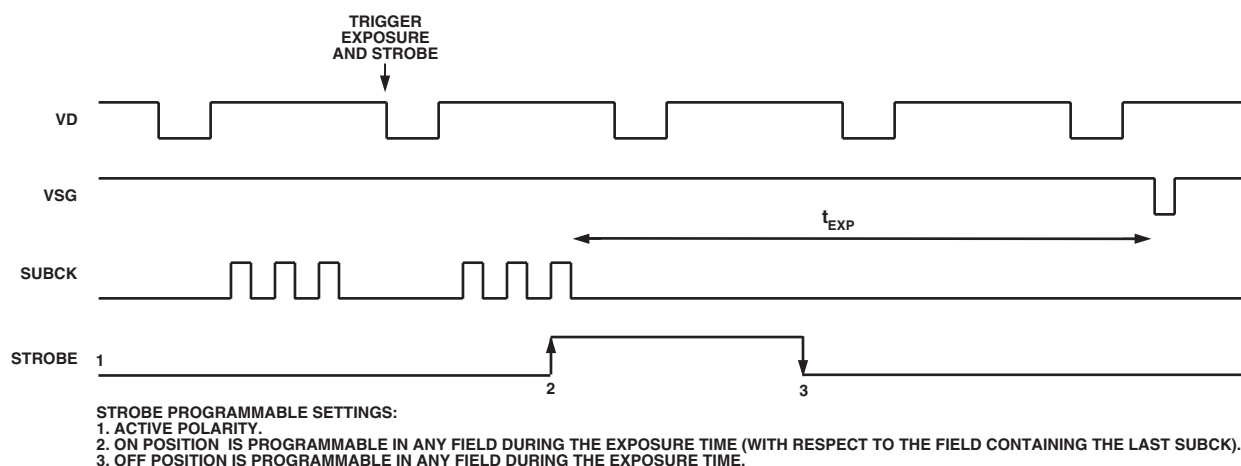 TRIGGER
EXPOSURE
AND STROBE
VD
VSG
tEXP
SUBCK
STROBE 1
2 3
STROBE PROGRAMMABLE SETTINGS:
1. ACTIVE POLARITY.
2. ON POSITION IS PROGRAMMABLE IN ANY FIELD DURING THE EXPOSURE TIME (WITH RESPECT TO THE FIELD CONTAINING THE LAST SUBCK).
3. OFF POSITION IS PROGRAMMABLE IN ANY FIELD DURING THE EXPOSURE TIME.